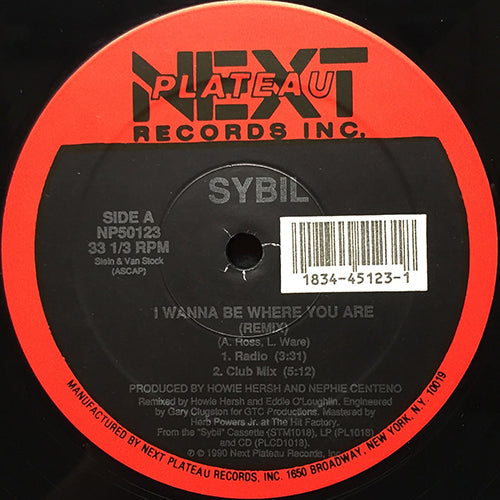 NEXT
PLATEAU
RECORDS INC.
SYBIL
SIDE A
NP50123
33 1/3 RPM
Stein & Van Stock
(ASCAP)
1834-45123-1
I WANNA BE WHERE YOU ARE
(REMIX)
(A. Ross, L. Ware)
1. Radio (3:31)
2. Club Mix (5:12)
PRODUCED BY HOWIE HERSH AND NEPHIE CENTENO
Remixed by Howie Hersh and Eddie O'Loughlin. Engineered
by Gary Clugston for GTC Productions. Mastered by
Herb Powers Jr. at The Hit Factory.
From the "Sybil" Cassette (STM1018), LP (PL1018)
and CD (PLCD1018).
℗ © 1990 Next Plateau Records, Inc.
MANUFACTURED BY NEXT PLATEAU RECORDS, INC. 1650 BROADWAY, NEW YORK, N.Y. 10019